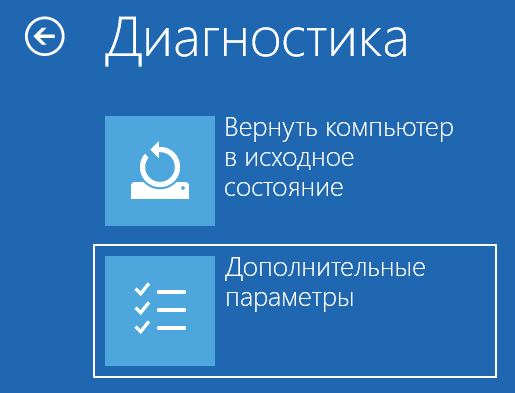 Диагностика
Вернуть компьютер
в исходное
состояние
Дополнительные
параметры